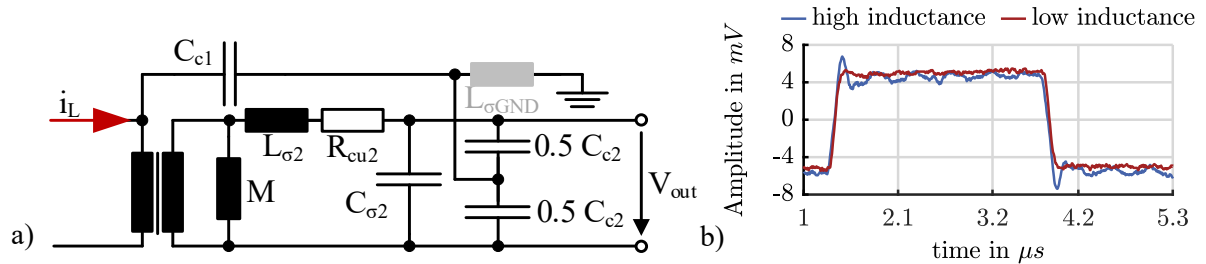 a)
C_c1
i_L
L_σGND
L_σ2
R_cu2
0.5 C_c2
M
C_σ2
0.5 C_c2
V_out
b)
high inductance
low inductance
Amplitude in mV
8
4
0
-4
-8
1
2.1
3.2
4.2
5.3
time in μs